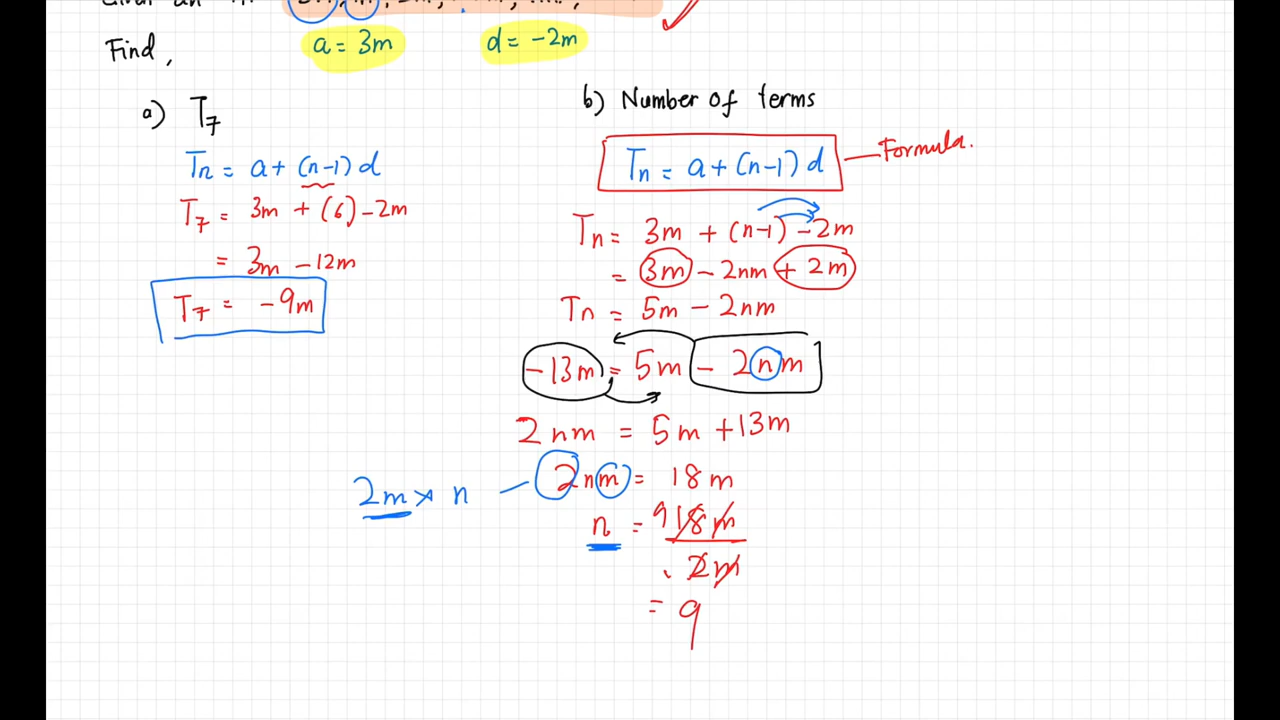 Find,
a = 3m
d = -2m
a) T₇
Tn = a + (n-1) d
T₇ = 3m + (6) -2m
= 3m - 12m
T₇ = -9m
b) Number of terms
Tn = a + (n-1) d — Formula.
Tn = 3m + (n-1) -2m
= 3m - 2nm + 2m
Tn = 5m - 2nm
-13m = 5m - 2nm
2nm = 5m + 13m
2m × n — 2nm = 18m
n = 9 18m
2m
= 9